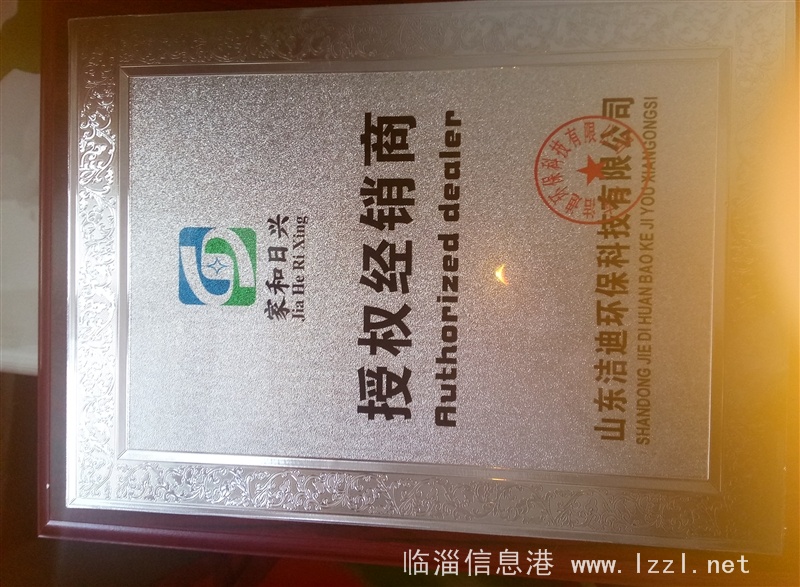 家和日兴
Jia He Ri Xing
授权经销商
Authorized dealer
山东洁迪环保科技有限公司
SHANDONG JIE DI HUAN BAO KE JI YOU XIANGONGSI
临淄信息港 www.lzzl.net